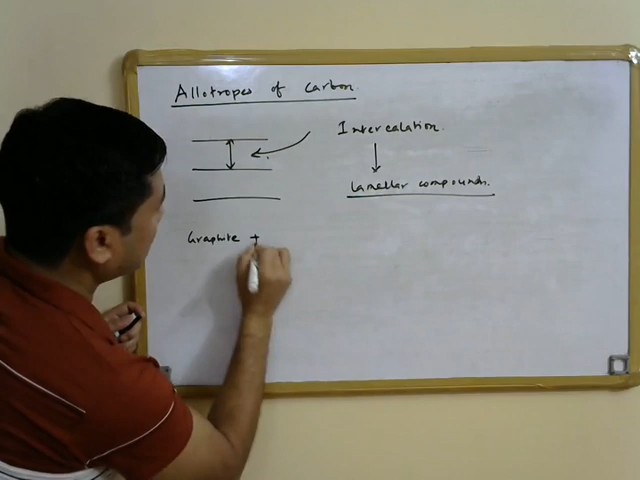 Allotropes of Carbon
Intercalation.
Lamellar compounds.
Graphite +